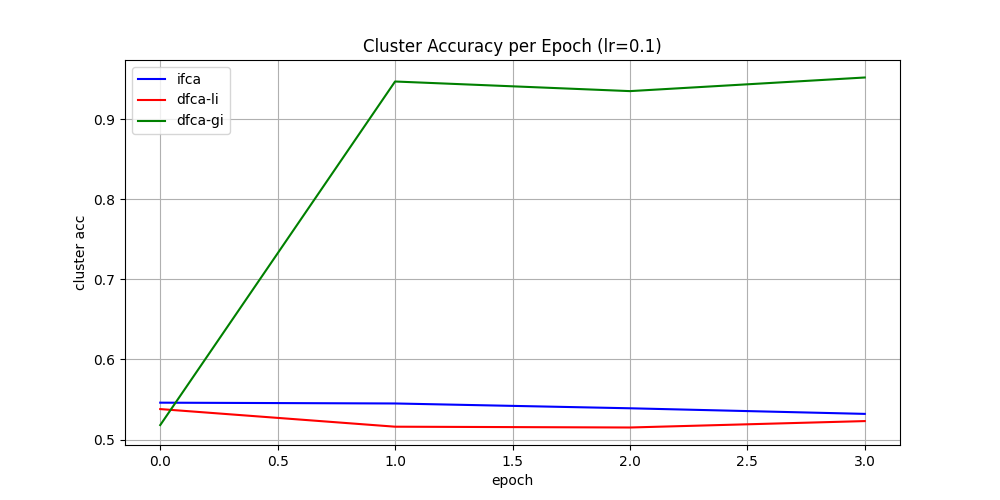 Cluster Accuracy per Epoch (lr=0.1)
ifca
dfca-li
dfca-gi
cluster acc
0.9
0.8
0.7
0.6
0.5
0.0 0.5 1.0 1.5 2.0 2.5 3.0
epoch